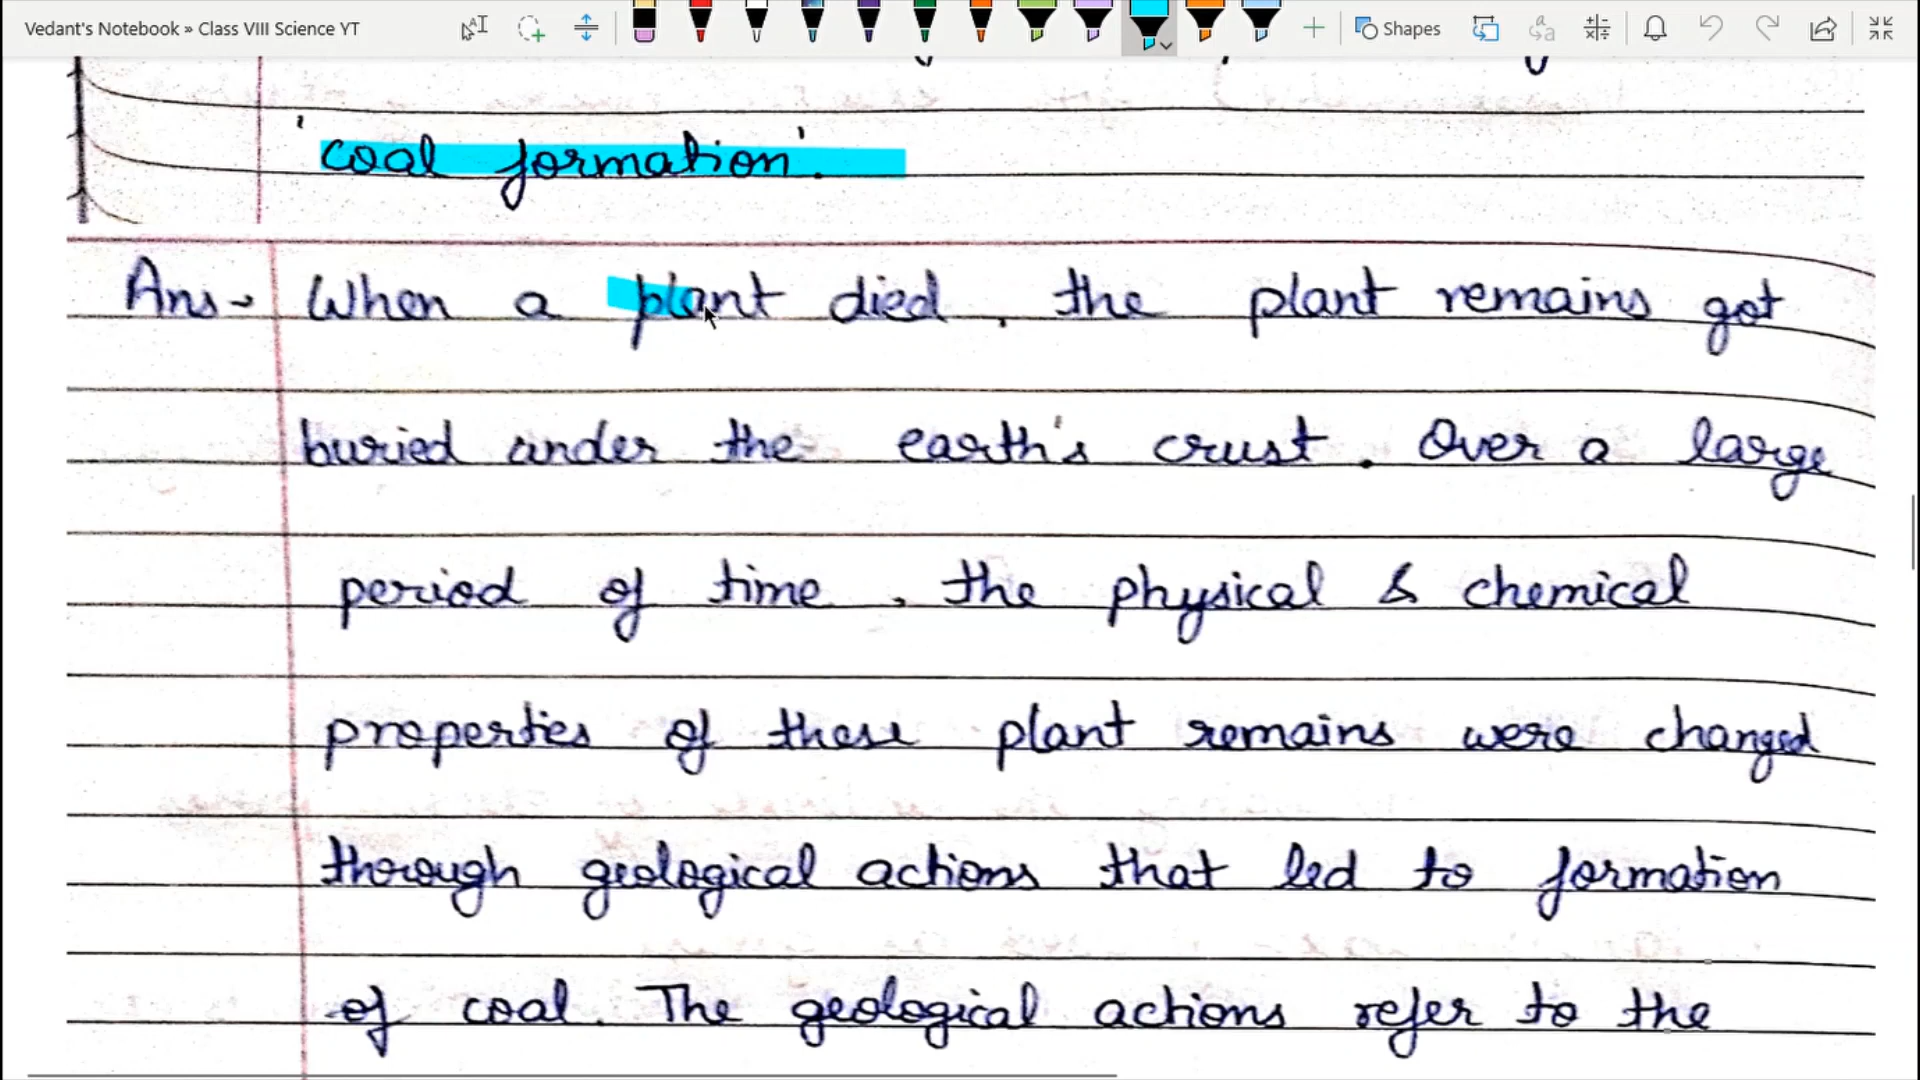 Vedant's Notebook » Class VIII Science YT
Shapes
'coal formation'.
Ans→ When a plant died, the plant remains got
buried under the earth's crust. Over a large
period of time, the physical & chemical
properties of these plant remains were changed
through geological actions that led to formation
of coal. The geological actions refer to the